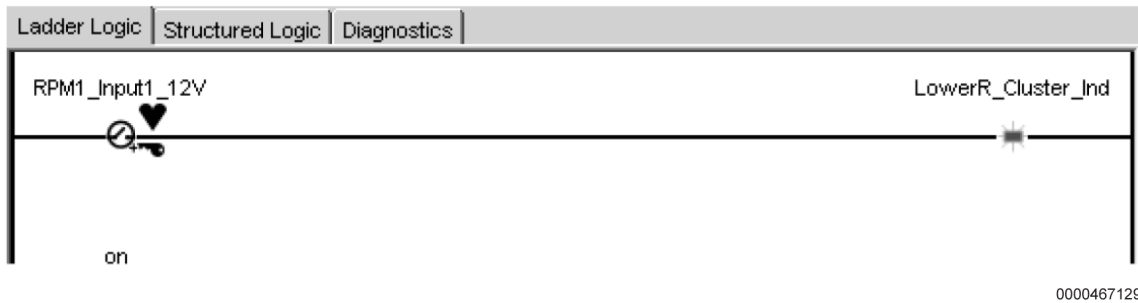 Ladder Logic Structured Logic Diagnostics
RPM1_Input1_12V LowerR_Cluster_Ind
on
0000467129